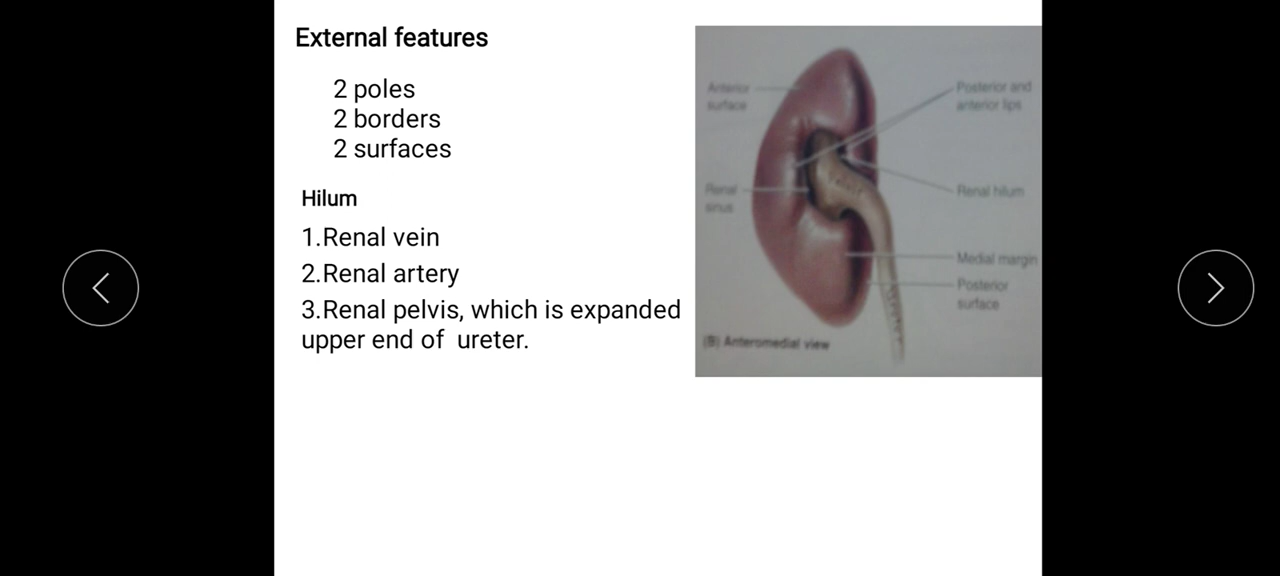 External features
2 poles
2 borders
2 surfaces
Hilum
1.Renal vein
2.Renal artery
3.Renal pelvis, which is expanded
upper end of  ureter.
Anterior
surface
Renal
sinus
Posterior and
anterior lips
Renal hilum
Medial margin
Posterior
surface
(B) Anteromedial view